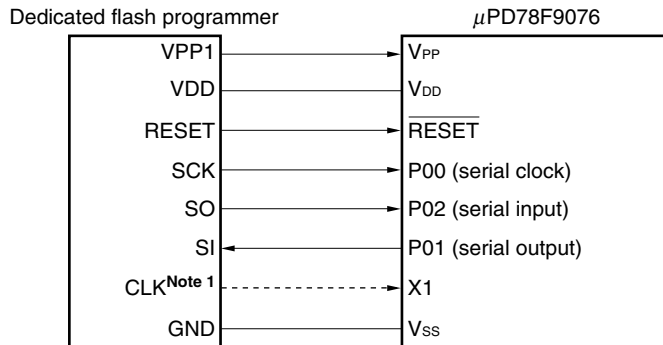 Dedicated flash programmer
μPD78F9076
VPP1
VPP
VDD
VDD
RESET
RESET
SCK
P00 (serial clock)
SO
P02 (serial input)
SI
P01 (serial output)
CLKNote 1
X1
GND
VSS